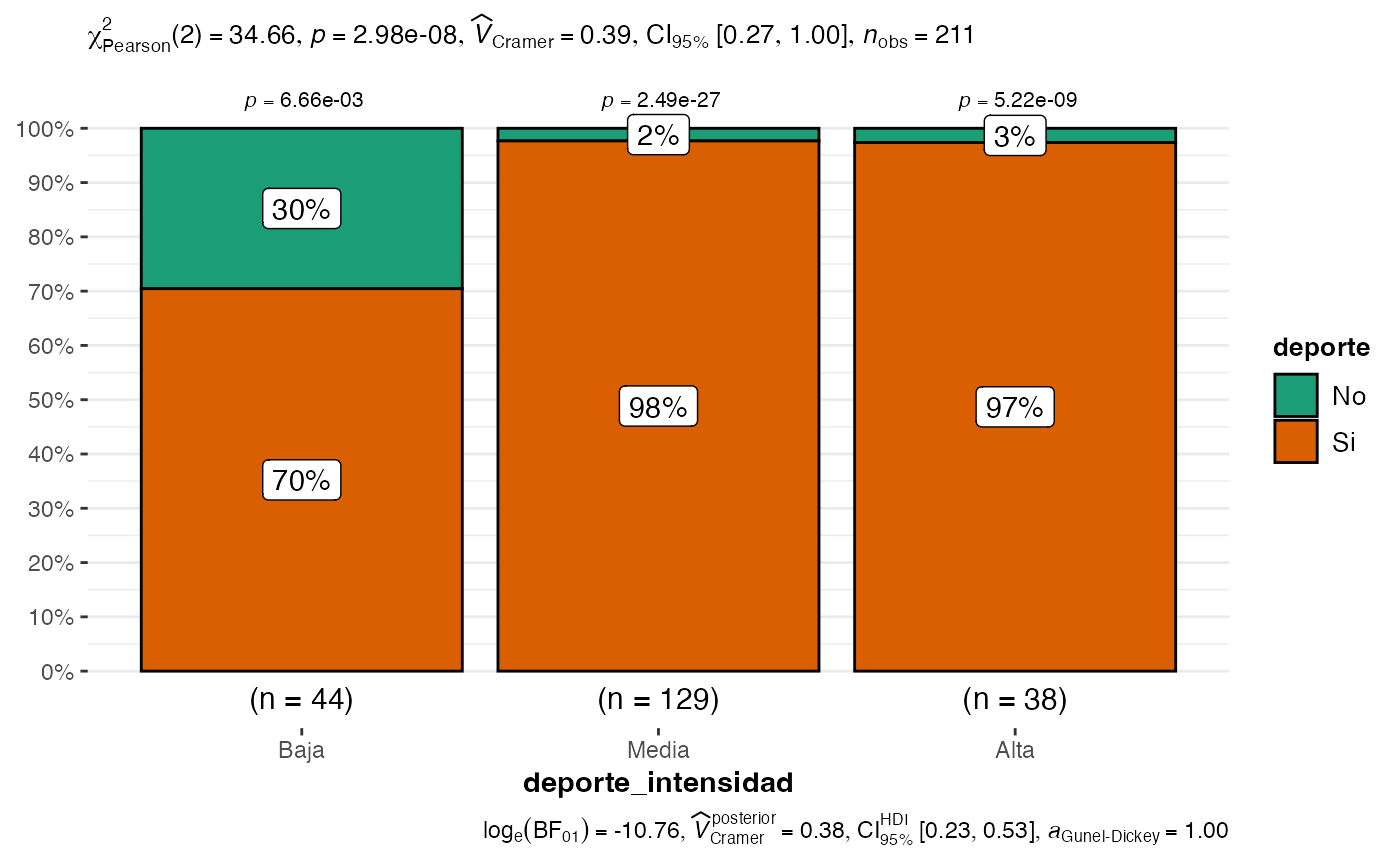 χ²Pearson(2) = 34.66, p = 2.98e-08, V̂Cramer = 0.39, CI95% [0.27, 1.00], nobs = 211
p = 6.66e-03 p = 2.49e-27 p = 5.22e-09
100%
90%
80%
70%
60%
50%
40%
30%
20%
10%
0%
30%
70%
2%
98%
3%
97%
(n = 44) (n = 129) (n = 38)
Baja Media Alta
deporte_intensidad
deporte
No
Si
loge(BF01) = -10.76, V̂posteriorCramer = 0.38, CIHDI95% [0.23, 0.53], aGunel-Dickey = 1.00